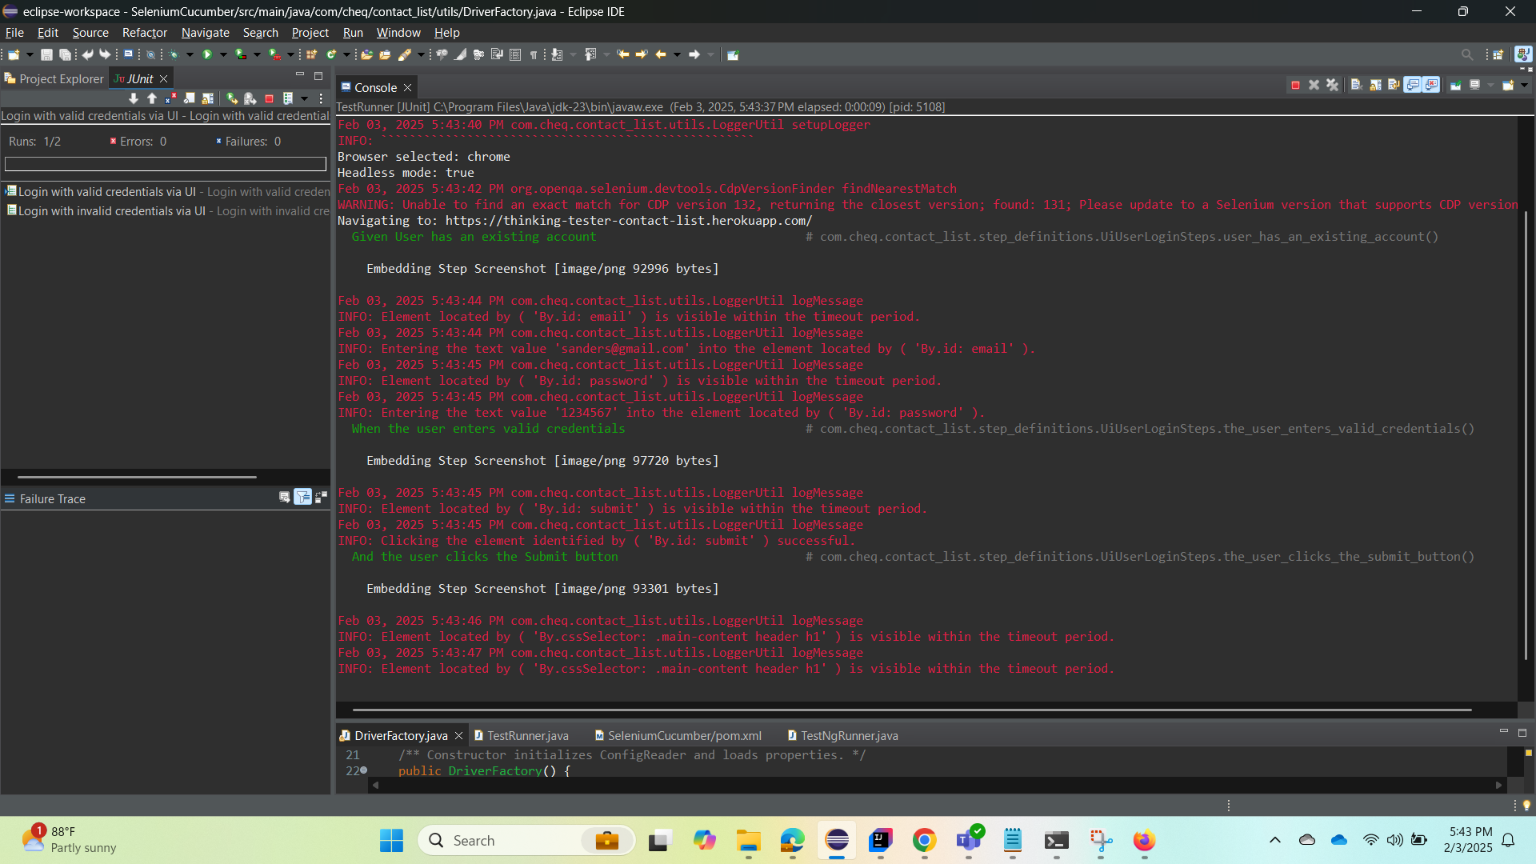 eclipse-workspace - SeleniumCucumber/src/main/java/com/cheq/contact_list/utils/DriverFactory.java - Eclipse IDE
File Edit Source Refactor Navigate Search Project Run Window Help
Project Explorer JUnit
Console
TestRunner [JUnit] C:\Program Files\Java\jdk-23\bin\javaw.exe (Feb 3, 2025, 5:43:37 PM elapsed: 0:00:09) [pid: 5108]
Login with valid credentials via UI - Login with valid credential
Runs: 1/2 Errors: 0 Failures: 0
Login with valid credentials via UI - Login with valid creden
Login with invalid credentials via UI - Login with invalid cre
Failure Trace
Feb 03, 2025 5:43:40 PM com.cheq.contact_list.utils.LoggerUtil setupLogger
INFO: ````````````````````````````````````````````````````
Browser selected: chrome
Headless mode: true
Feb 03, 2025 5:43:42 PM org.openqa.selenium.devtools.CdpVersionFinder findNearestMatch
WARNING: Unable to find an exact match for CDP version 132, returning the closest version; found: 131; Please update to a Selenium version that supports CDP version
Navigating to: https://thinking-tester-contact-list.herokuapp.com/
Given User has an existing account # com.cheq.contact_list.step_definitions.UiUserLoginSteps.user_has_an_existing_account()
Embedding Step Screenshot [image/png 92996 bytes]
Feb 03, 2025 5:43:44 PM com.cheq.contact_list.utils.LoggerUtil logMessage
INFO: Element located by ( 'By.id: email' ) is visible within the timeout period.
Feb 03, 2025 5:43:44 PM com.cheq.contact_list.utils.LoggerUtil logMessage
INFO: Entering the text value 'sanders@gmail.com' into the element located by ( 'By.id: email' ).
Feb 03, 2025 5:43:45 PM com.cheq.contact_list.utils.LoggerUtil logMessage
INFO: Element located by ( 'By.id: password' ) is visible within the timeout period.
Feb 03, 2025 5:43:45 PM com.cheq.contact_list.utils.LoggerUtil logMessage
INFO: Entering the text value '1234567' into the element located by ( 'By.id: password' ).
When the user enters valid credentials # com.cheq.contact_list.step_definitions.UiUserLoginSteps.the_user_enters_valid_credentials()
Embedding Step Screenshot [image/png 97720 bytes]
Feb 03, 2025 5:43:45 PM com.cheq.contact_list.utils.LoggerUtil logMessage
INFO: Element located by ( 'By.id: submit' ) is visible within the timeout period.
Feb 03, 2025 5:43:45 PM com.cheq.contact_list.utils.LoggerUtil logMessage
INFO: Clicking the element identified by ( 'By.id: submit' ) successful.
And the user clicks the Submit button # com.cheq.contact_list.step_definitions.UiUserLoginSteps.the_user_clicks_the_submit_button()
Embedding Step Screenshot [image/png 93301 bytes]
Feb 03, 2025 5:43:46 PM com.cheq.contact_list.utils.LoggerUtil logMessage
INFO: Element located by ( 'By.cssSelector: .main-content header h1' ) is visible within the timeout period.
Feb 03, 2025 5:43:47 PM com.cheq.contact_list.utils.LoggerUtil logMessage
INFO: Element located by ( 'By.cssSelector: .main-content header h1' ) is visible within the timeout period.
DriverFactory.java TestRunner.java SeleniumCucumber/pom.xml TestNgRunner.java
21 /** Constructor initializes ConfigReader and loads properties. */
22 public DriverFactory() {
1
88°F
Partly sunny
Search
5:43 PM
2/3/2025